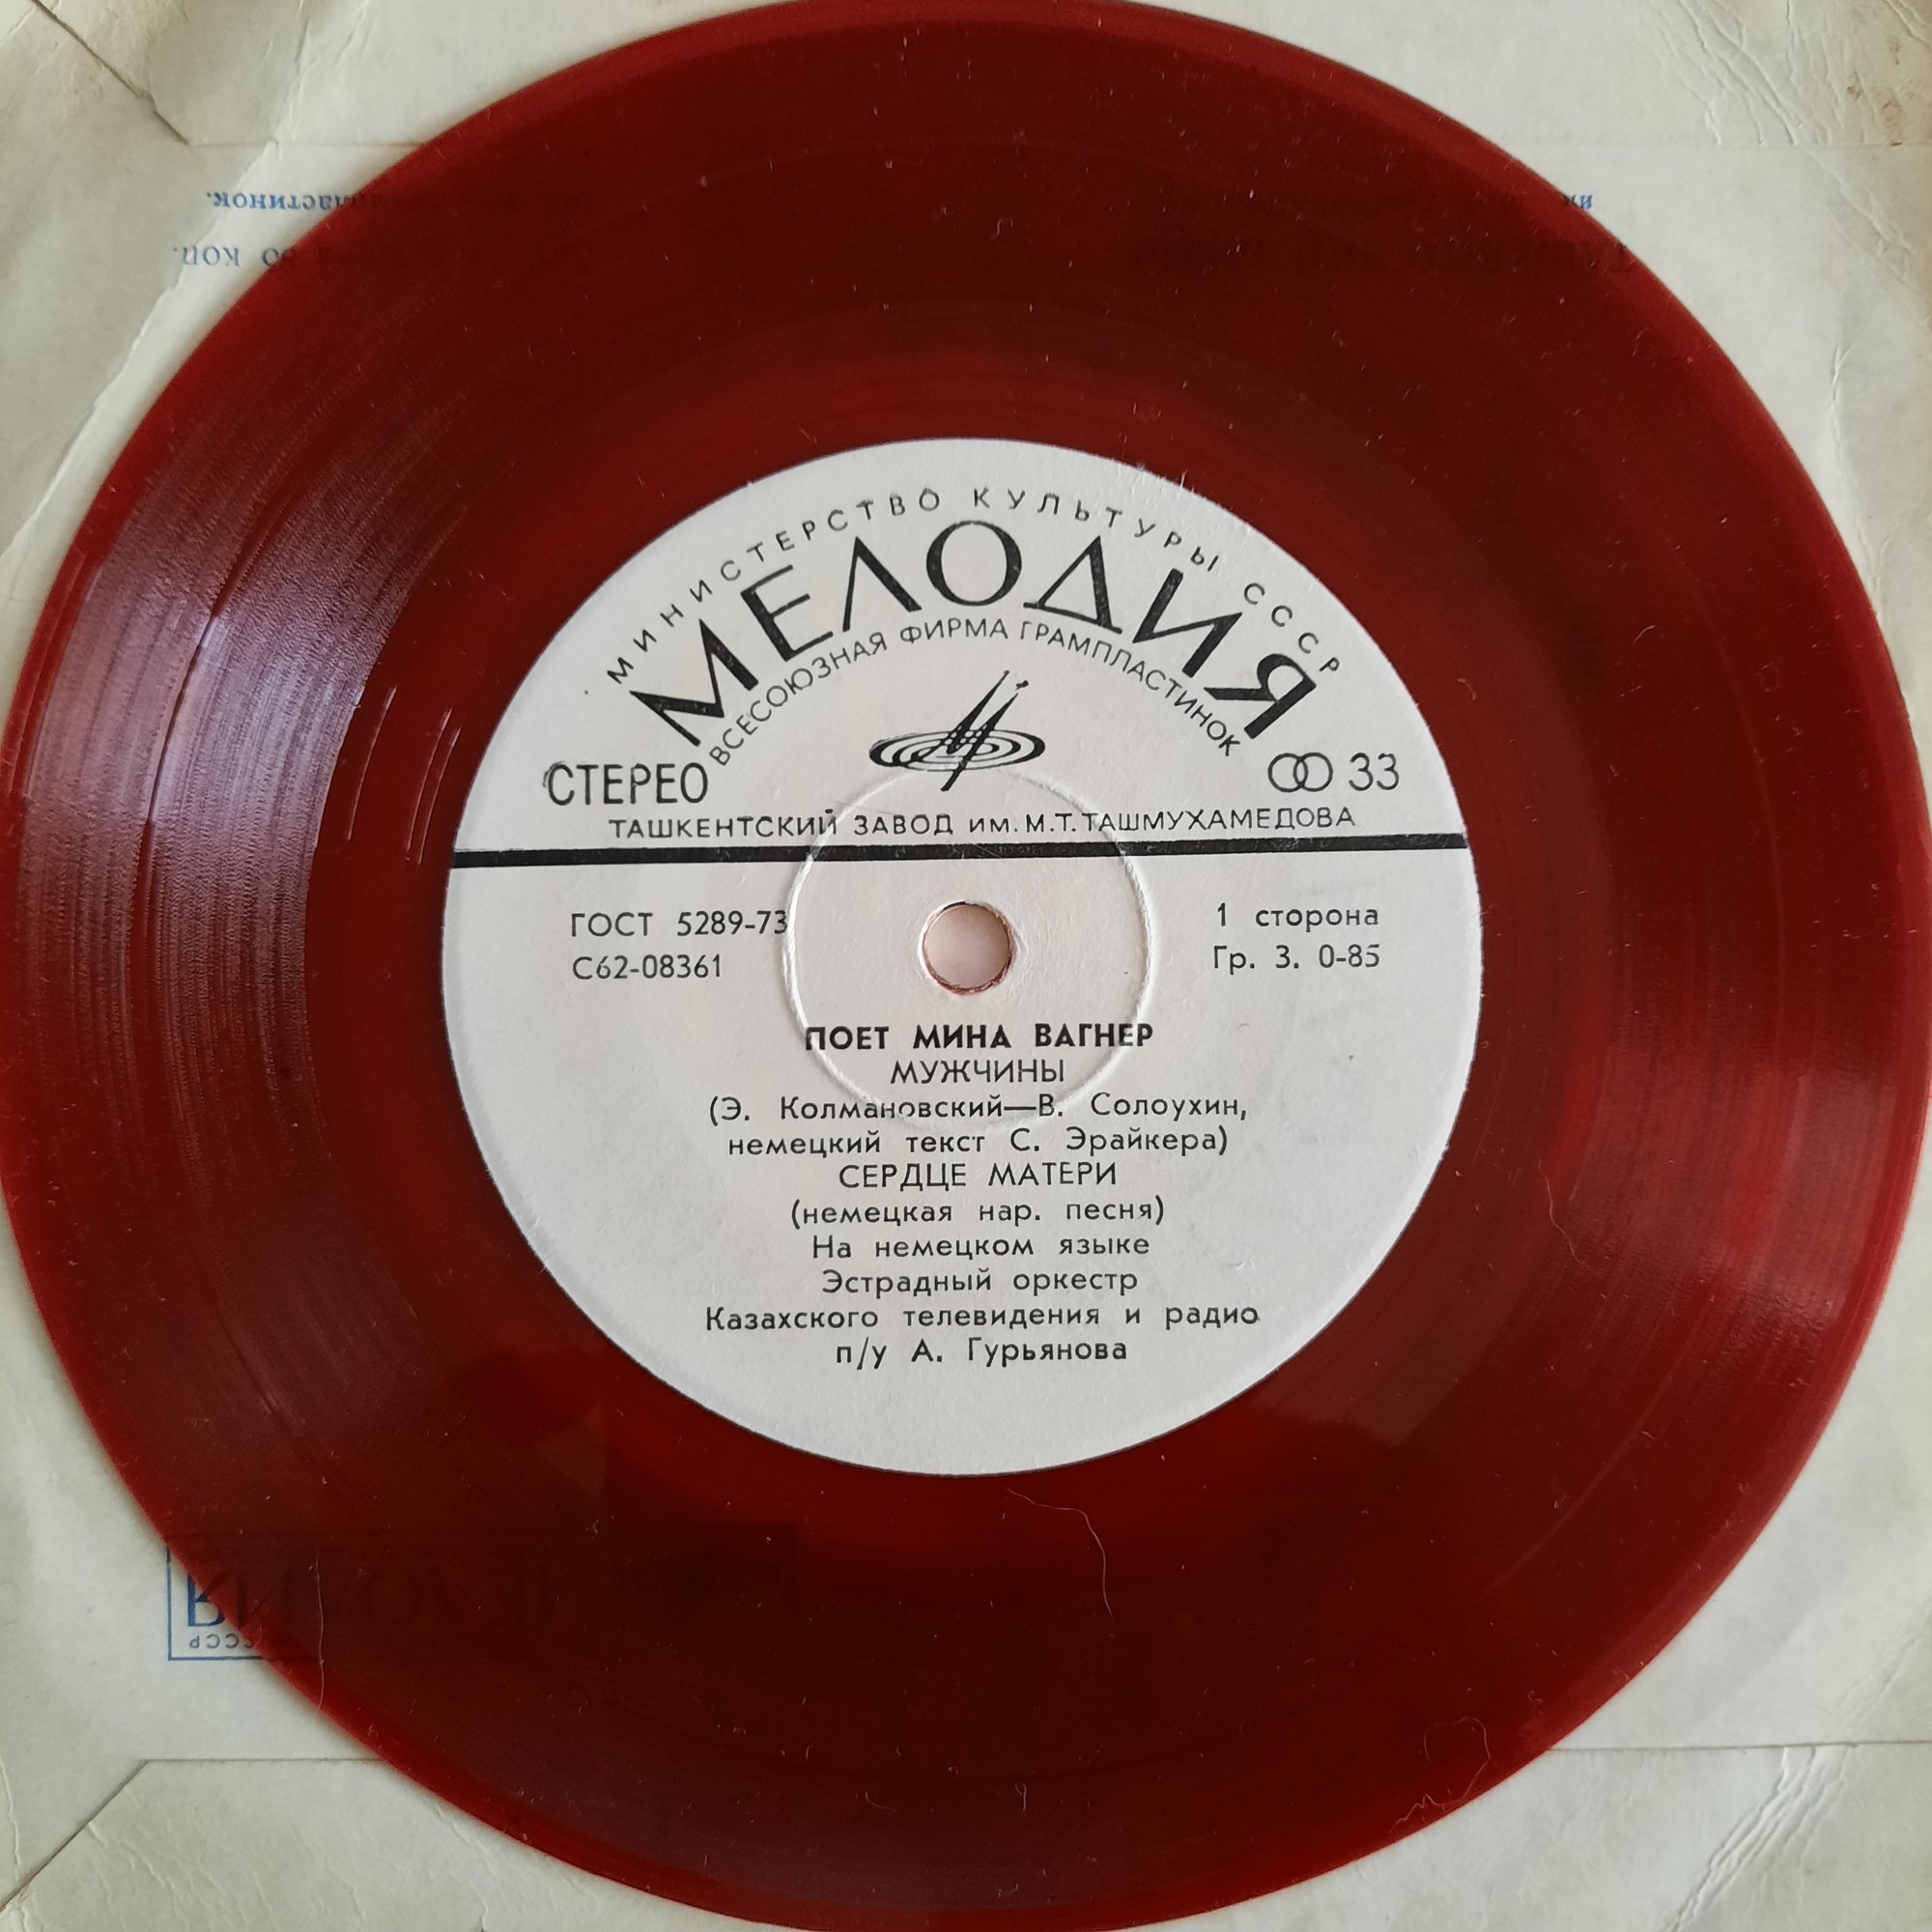 МИНИСТЕРСТВО КУЛЬТУРЫ СССР
МЕЛОДИЯ
ВСЕСОЮЗНАЯ ФИРМА ГРАМПЛАСТИНОК
СТЕРЕО
33
ТАШКЕНТСКИЙ ЗАВОД ИМ. М.Т. ТАШМУХАМЕДОВА
ГОСТ 5289-73
1 сторона
С62-08361
Гр. 3. 0-85
ПОЕТ МИНА ВАГНЕР
МУЖЧИНЫ
(Э. Колмановский—В. Солоухин,
немецкий текст С. Эрайкера)
СЕРДЦЕ МАТЕРИ
(немецкая нар. песня)
На немецком языке
Эстрадный оркестр
Казахского телевидения и радио
п/у А. Гурьянова
коп.
СССР